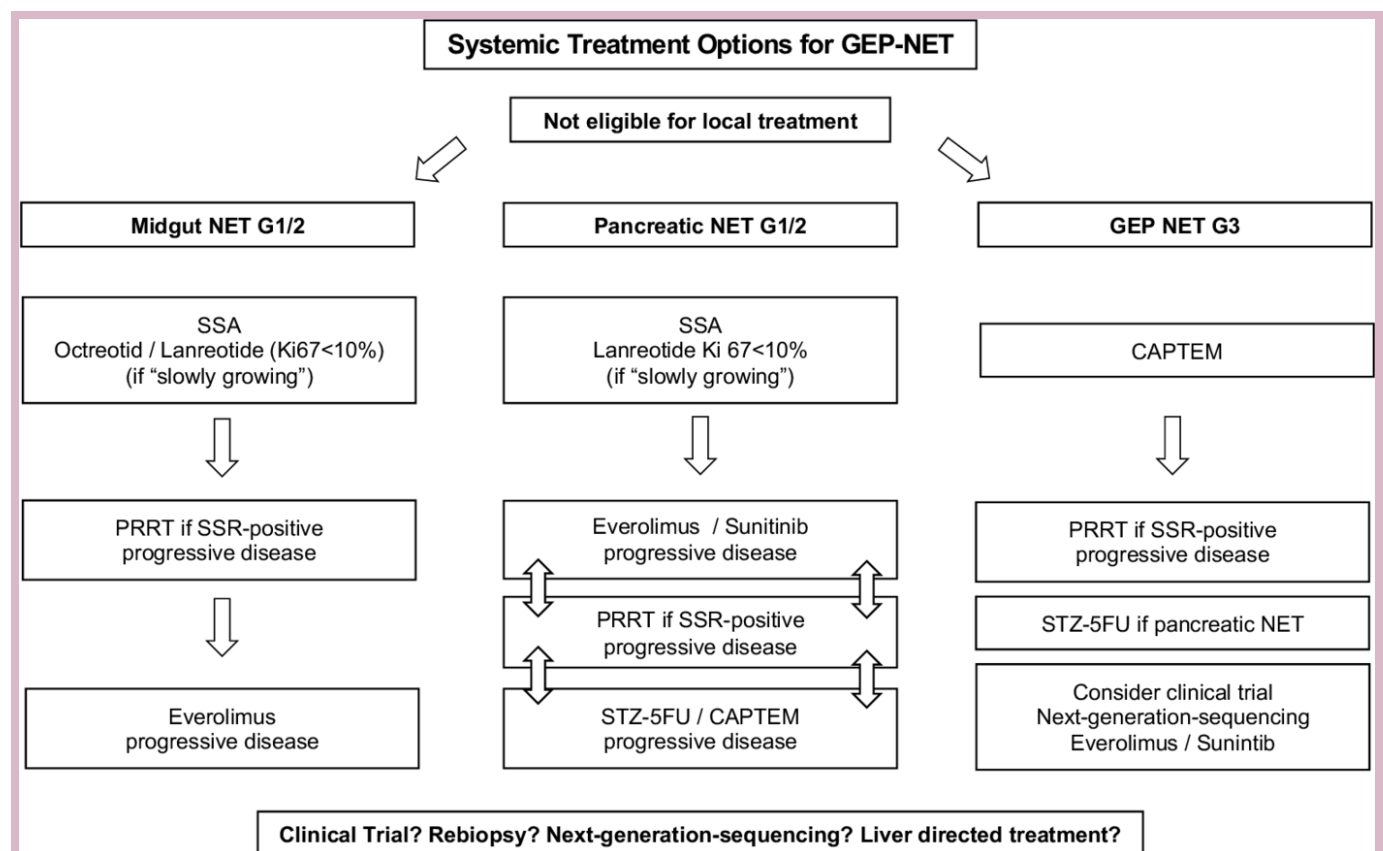 Systemic Treatment Options for GEP-NET
Not eligible for local treatment
Midgut NET G1/2
SSA
Octreotid / Lanreotide (Ki67<10%)
(if “slowly growing”)
PRRT if SSR-positive
progressive disease
Everolimus
progressive disease
Pancreatic NET G1/2
SSA
Lanreotide Ki 67<10%
(if “slowly growing”)
Everolimus / Sunitinib
progressive disease
PRRT if SSR-positive
progressive disease
STZ-5FU / CAPTEM
progressive disease
GEP NET G3
CAPTEM
PRRT if SSR-positive
progressive disease
STZ-5FU if pancreatic NET
Consider clinical trial
Next-generation-sequencing
Everolimus / Sunintib
Clinical Trial? Rebiopsy? Next-generation-sequencing? Liver directed treatment?